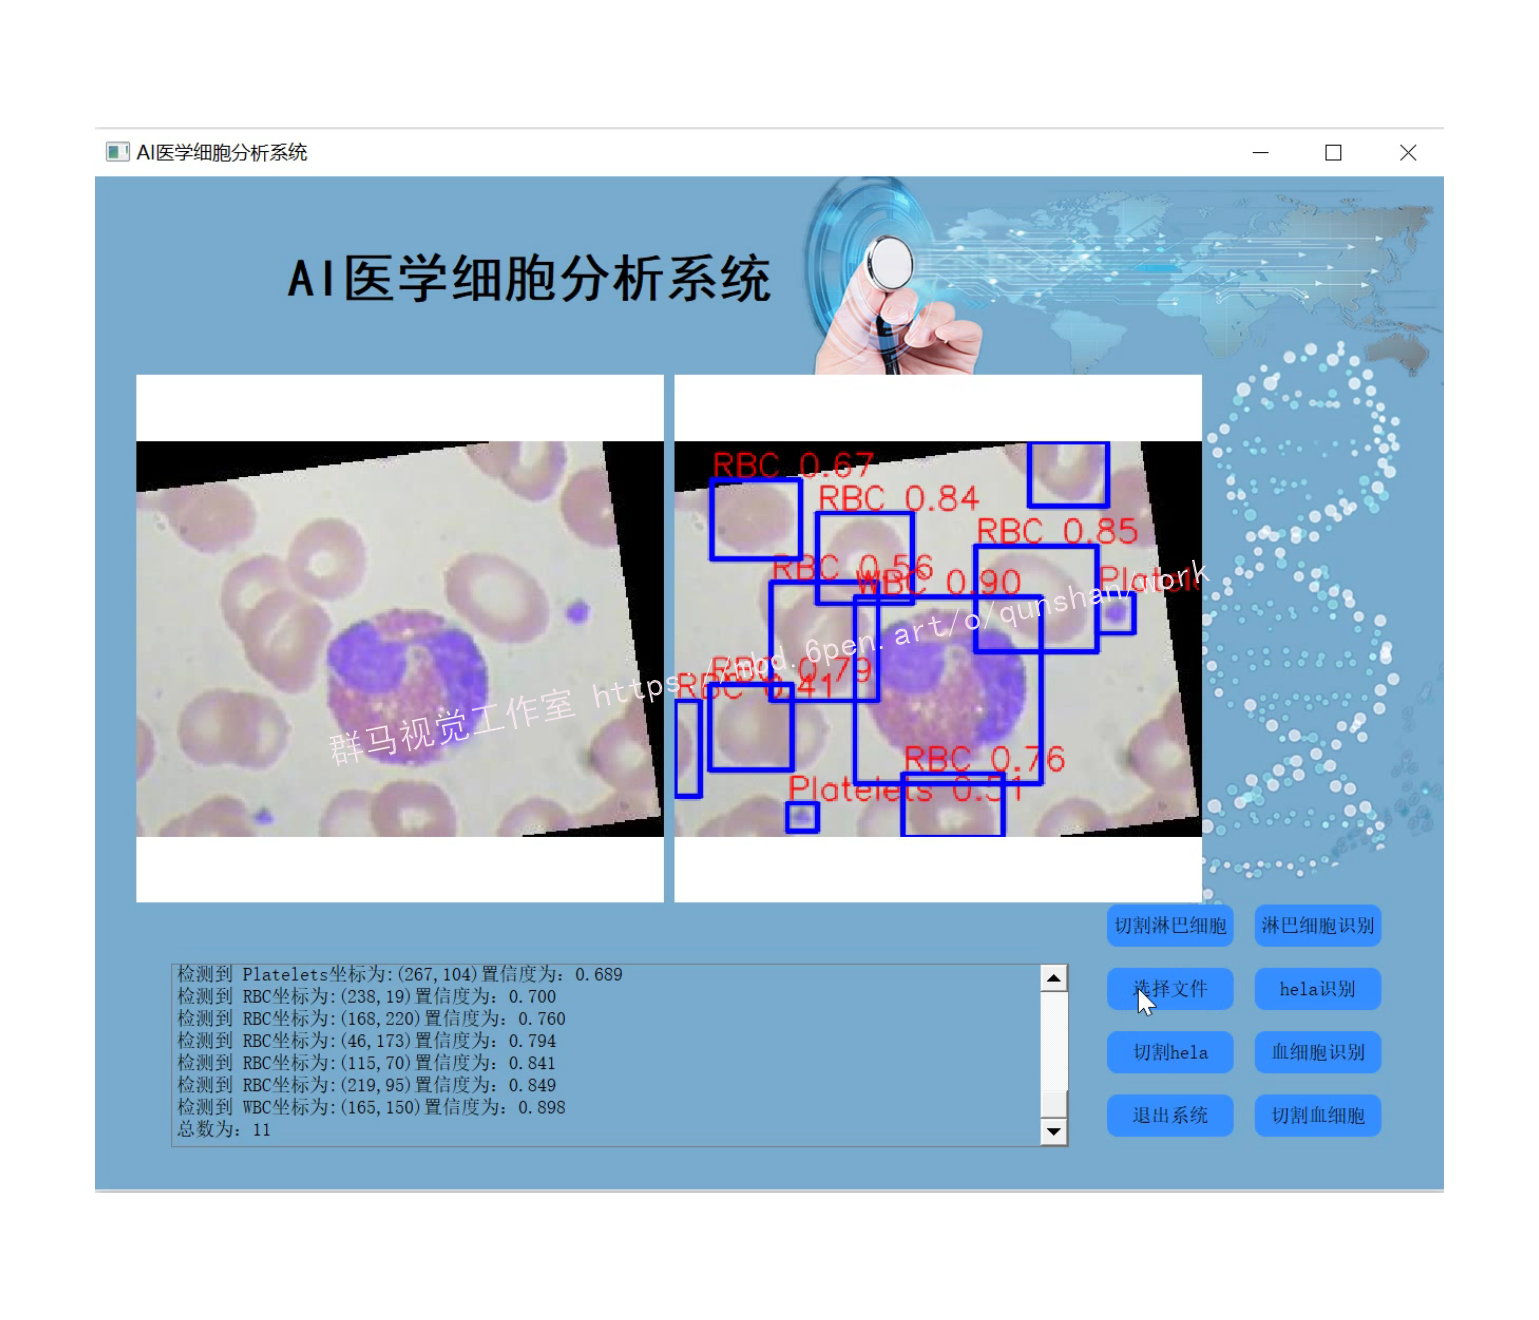 AI医学细胞分析系统
AI医学细胞分析系统
RBC 0.67
RBC 0.84
RBC 0.85
RBC 0.56
WBC 0.90
Platele
RBC 0.79
RBC 0.41
RBC 0.76
Platelets 0.51
群马视觉工作室 https://mbd.6pen.art/o/qunshan/work
切割淋巴细胞
淋巴细胞识别
检测到 Platelets坐标为:(267,104)置信度为: 0.689
检测到 RBC坐标为:(238,19)置信度为: 0.700
检测到 RBC坐标为:(168,220)置信度为: 0.760
检测到 RBC坐标为:(46,173)置信度为: 0.794
检测到 RBC坐标为:(115,70)置信度为: 0.841
检测到 RBC坐标为:(219,95)置信度为: 0.849
检测到 WBC坐标为:(165,150)置信度为: 0.898
总数为: 11
选择文件
hela识别
切割hela
血细胞识别
退出系统
切割血细胞